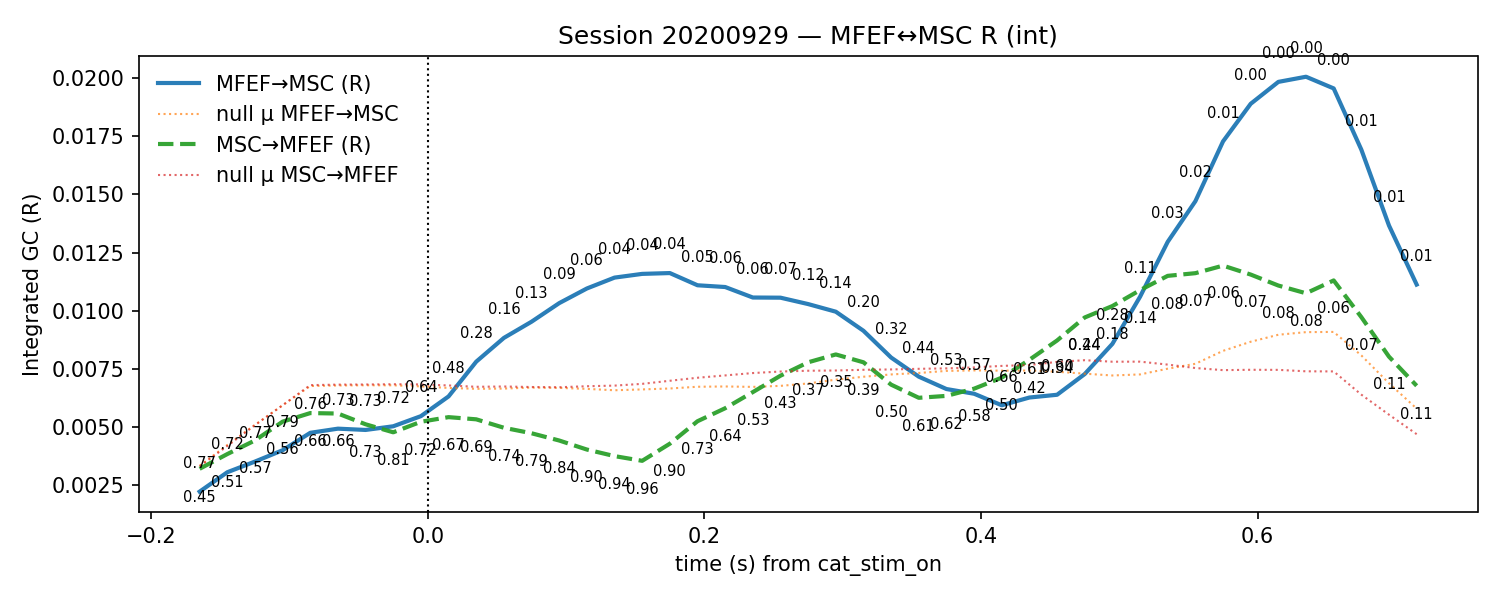 Session 20200929 — MFEF↔MSC R (int)
Integrated GC (R)
0.0200
0.0175
0.0150
0.0125
0.0100
0.0075
0.0050
0.0025
MFEF→MSC (R)
null μ MFEF→MSC
MSC→MFEF (R)
null μ MSC→MFEF
0.00 0.00 0.00
0.00
0.01 0.01
0.02
0.03 0.01
0.04 0.04 0.04
0.05 0.06 0.01
0.06 0.06 0.07
0.09 0.12 0.11
0.13 0.14
0.16 0.20
0.28 0.32
0.48 0.44 0.53 0.57
0.64 0.66 0.61 0.54
0.76 0.73 0.73 0.72 0.42
0.77 0.72 0.77 0.79 0.50
0.45 0.51 0.57 0.56 0.66 0.66 0.73 0.81 0.72 0.67 0.69 0.74 0.79 0.84 0.90 0.94 0.96 0.90 0.73 0.64 0.53 0.43 0.37 0.35 0.39 0.50 0.61 0.62 0.58
0.44 0.28 0.18 0.14 0.08 0.07 0.06 0.07 0.08 0.08 0.06 0.07 0.11 0.11
−0.2
0.0
0.2
0.4
0.6
time (s) from cat_stim_on